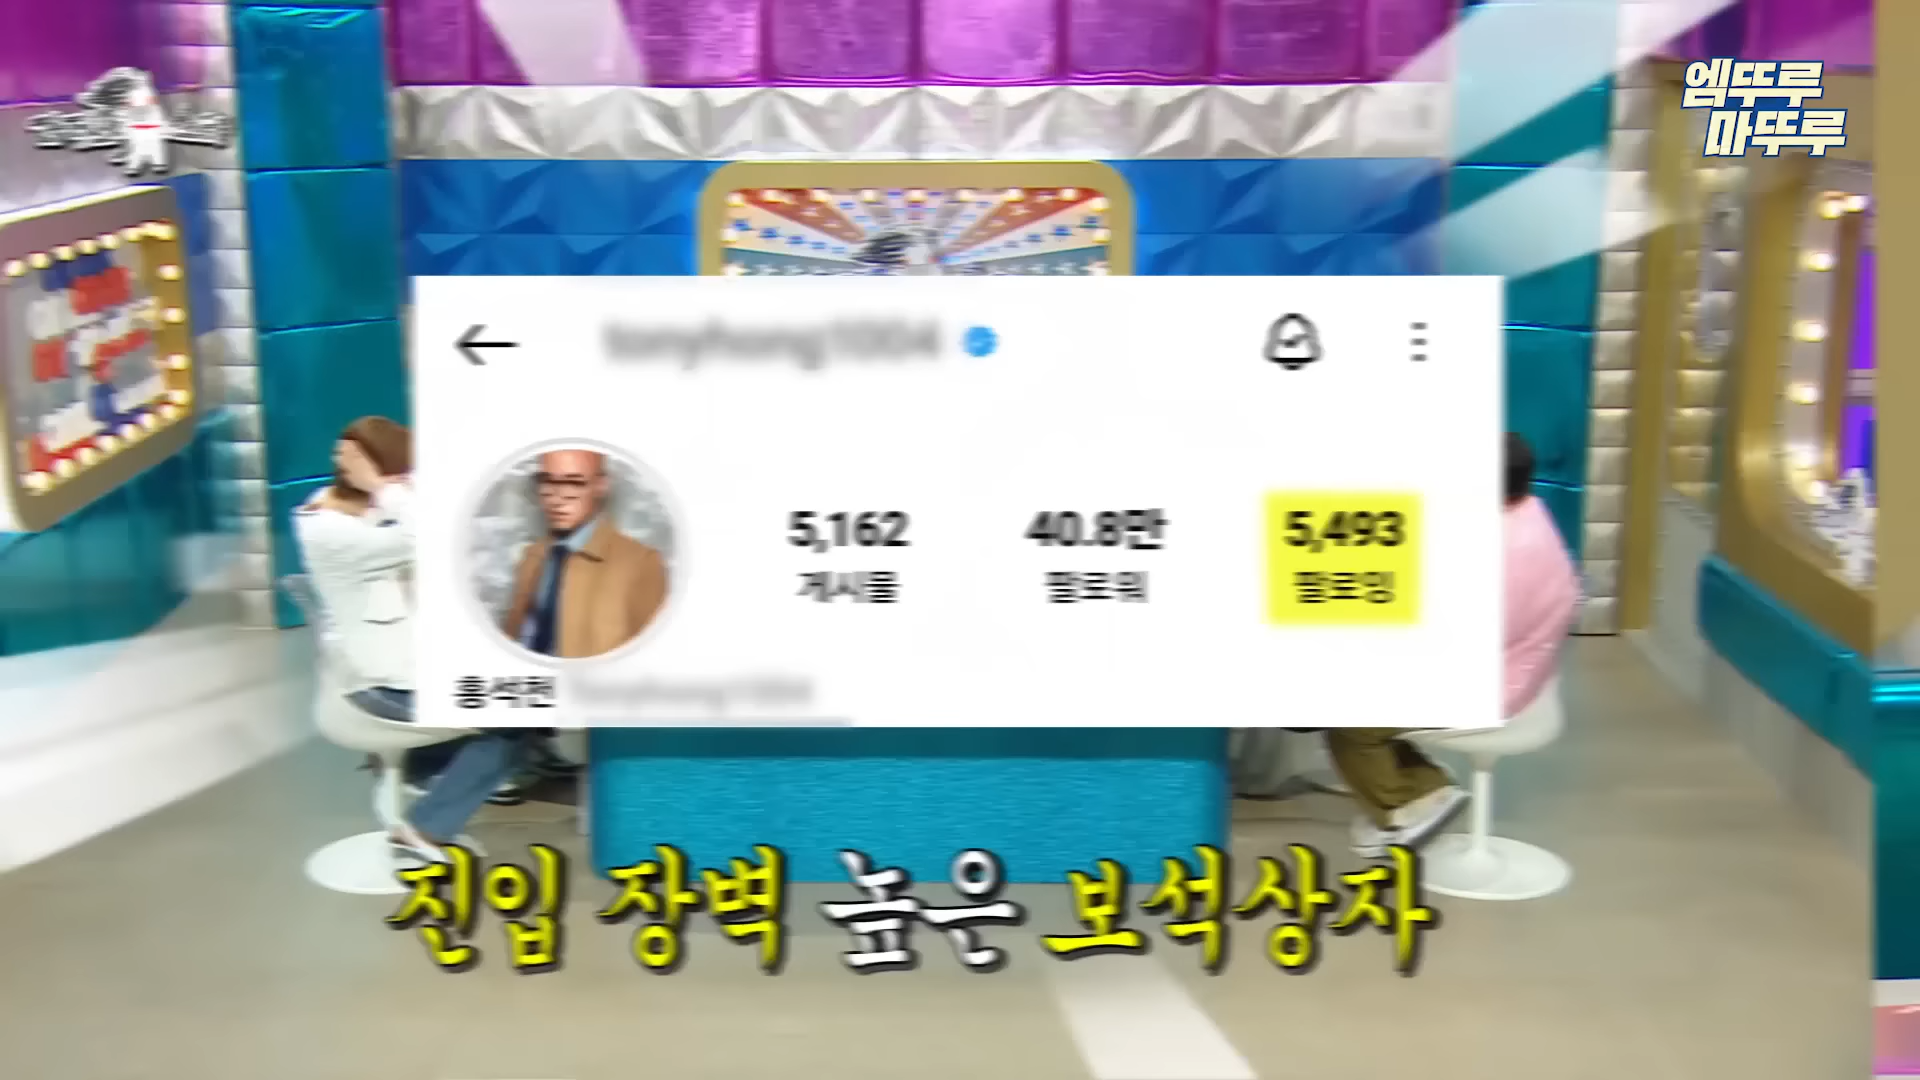 엠뚜루
마뚜루
tonyhong1004
5,162
40.8만
5,493
게시물
팔로워
팔로잉
홍석천
진입 장벽 높은 보석상자